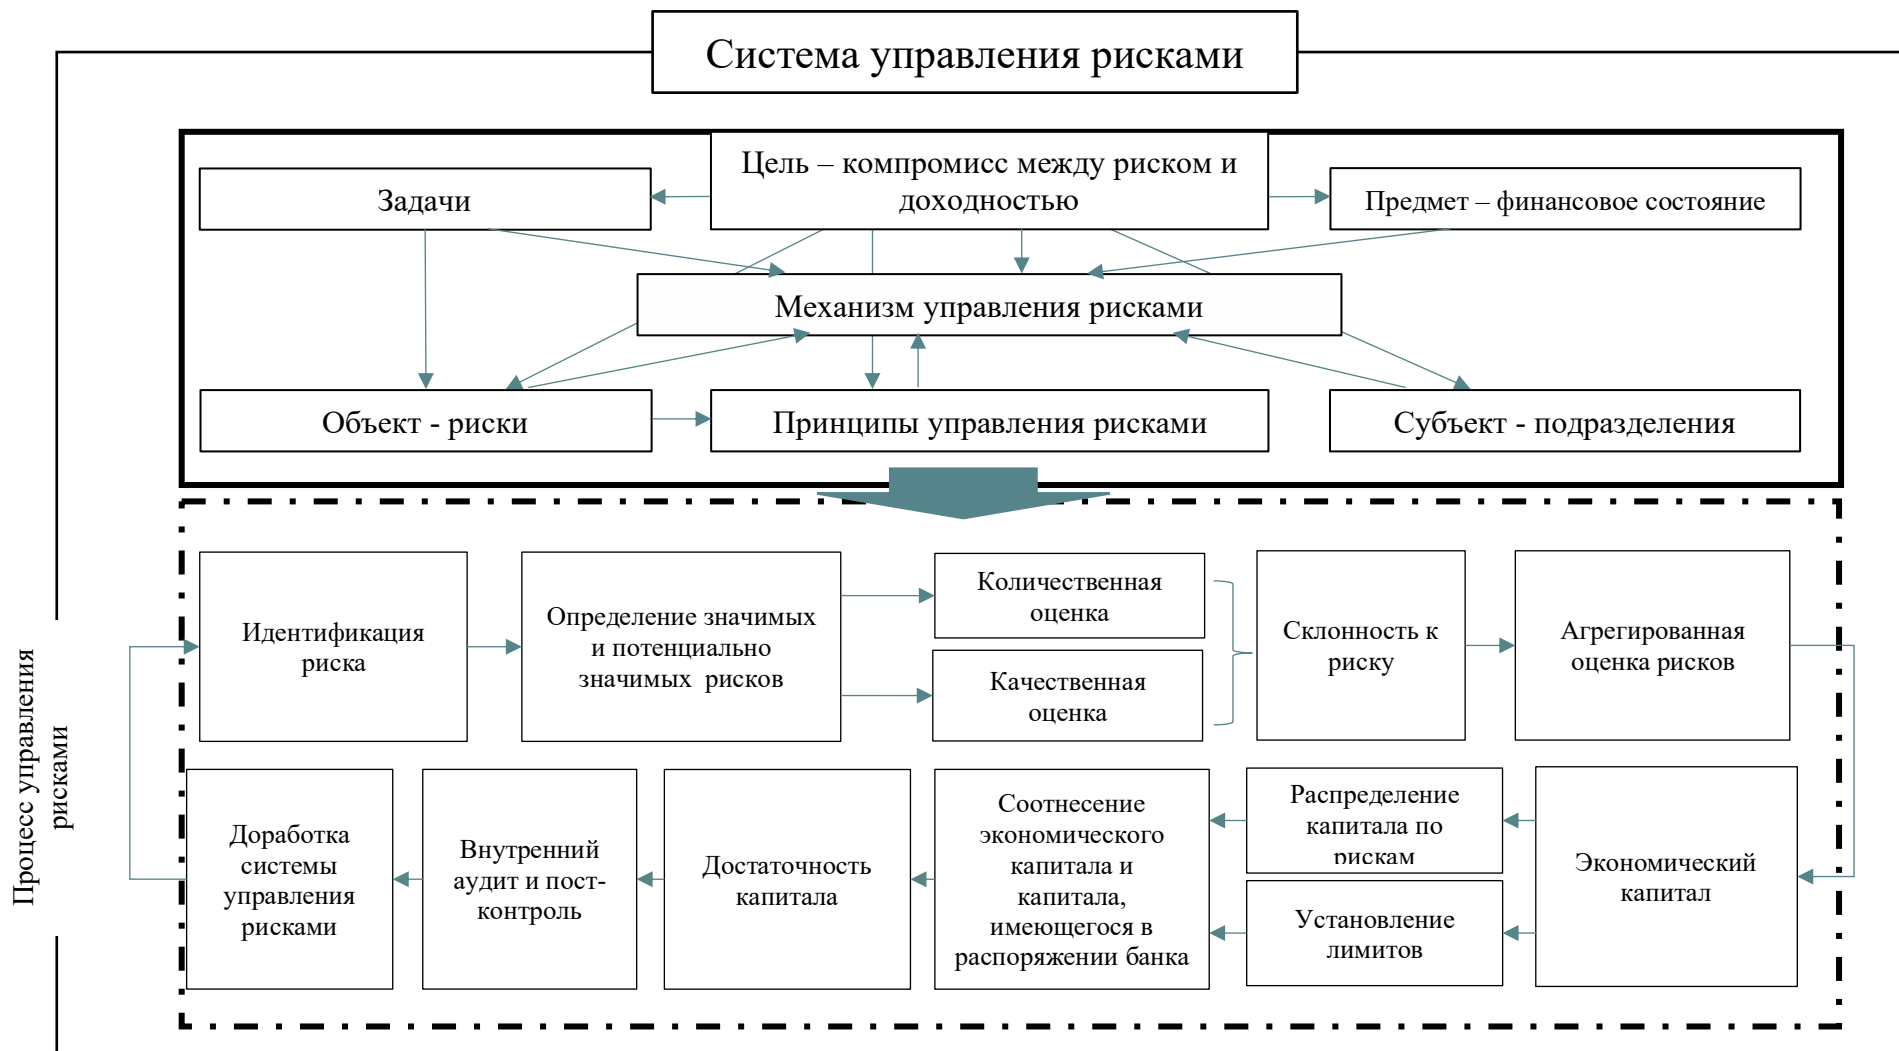 Система управления рисками
Цель – компромисс между риском и
доходностью
Задачи
Предмет – финансовое состояние
Механизм управления рисками
Объект - риски
Принципы управления рисками
Субъект - подразделения
Процесс управления
рисками
Идентификация
риска
Определение значимых
и потенциально
значимых  рисков
Количественная
оценка
Качественная
оценка
Склонность к
риску
Агрегированная
оценка рисков
Доработка
системы
управления
рисками
Внутренний
аудит и пост-
контроль
Достаточность
капитала
Соотнесение
экономического
капитала и
капитала,
имеющегося в
распоряжении банка
Распределение
капитала по
рискам
Установление
лимитов
Экономический
капитал